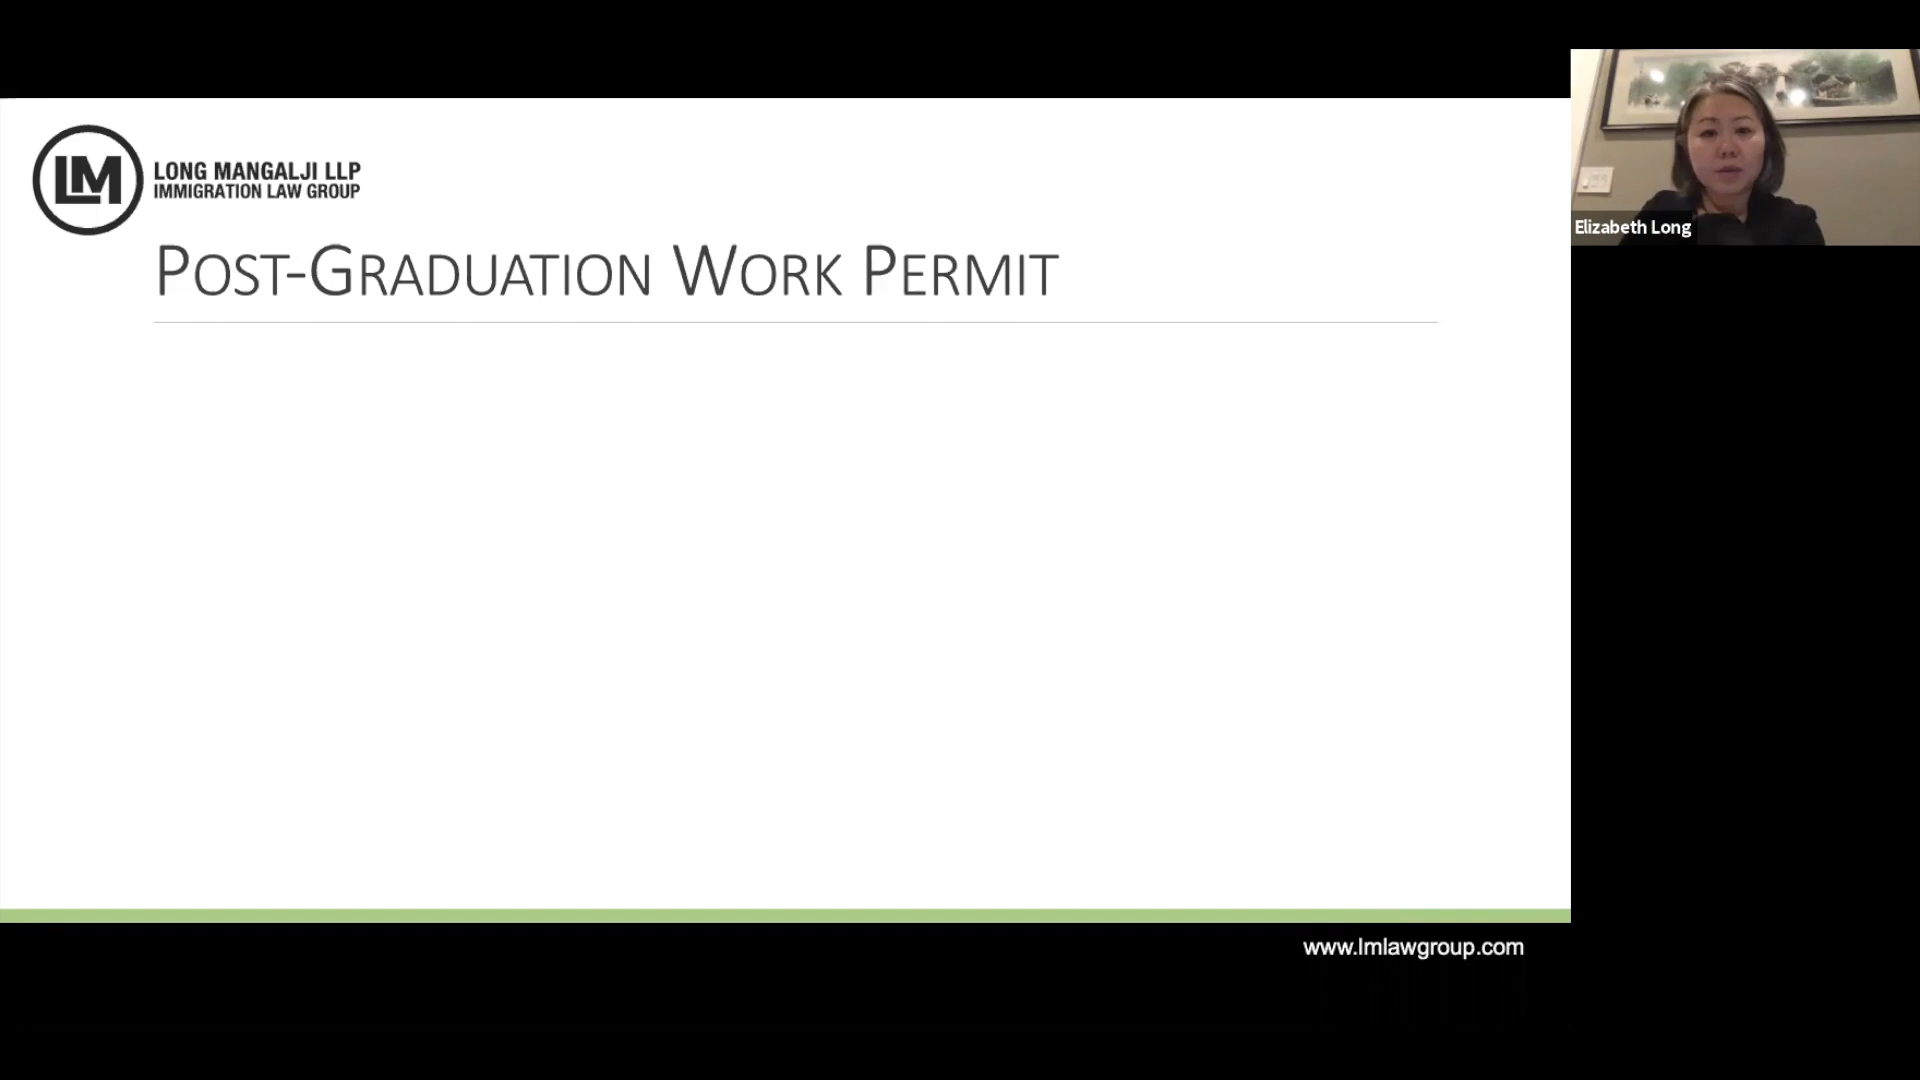 LM
LONG MANGALJI LLP
IMMIGRATION LAW GROUP
POST-GRADUATION WORK PERMIT
Elizabeth Long
www.lmlawgroup.com